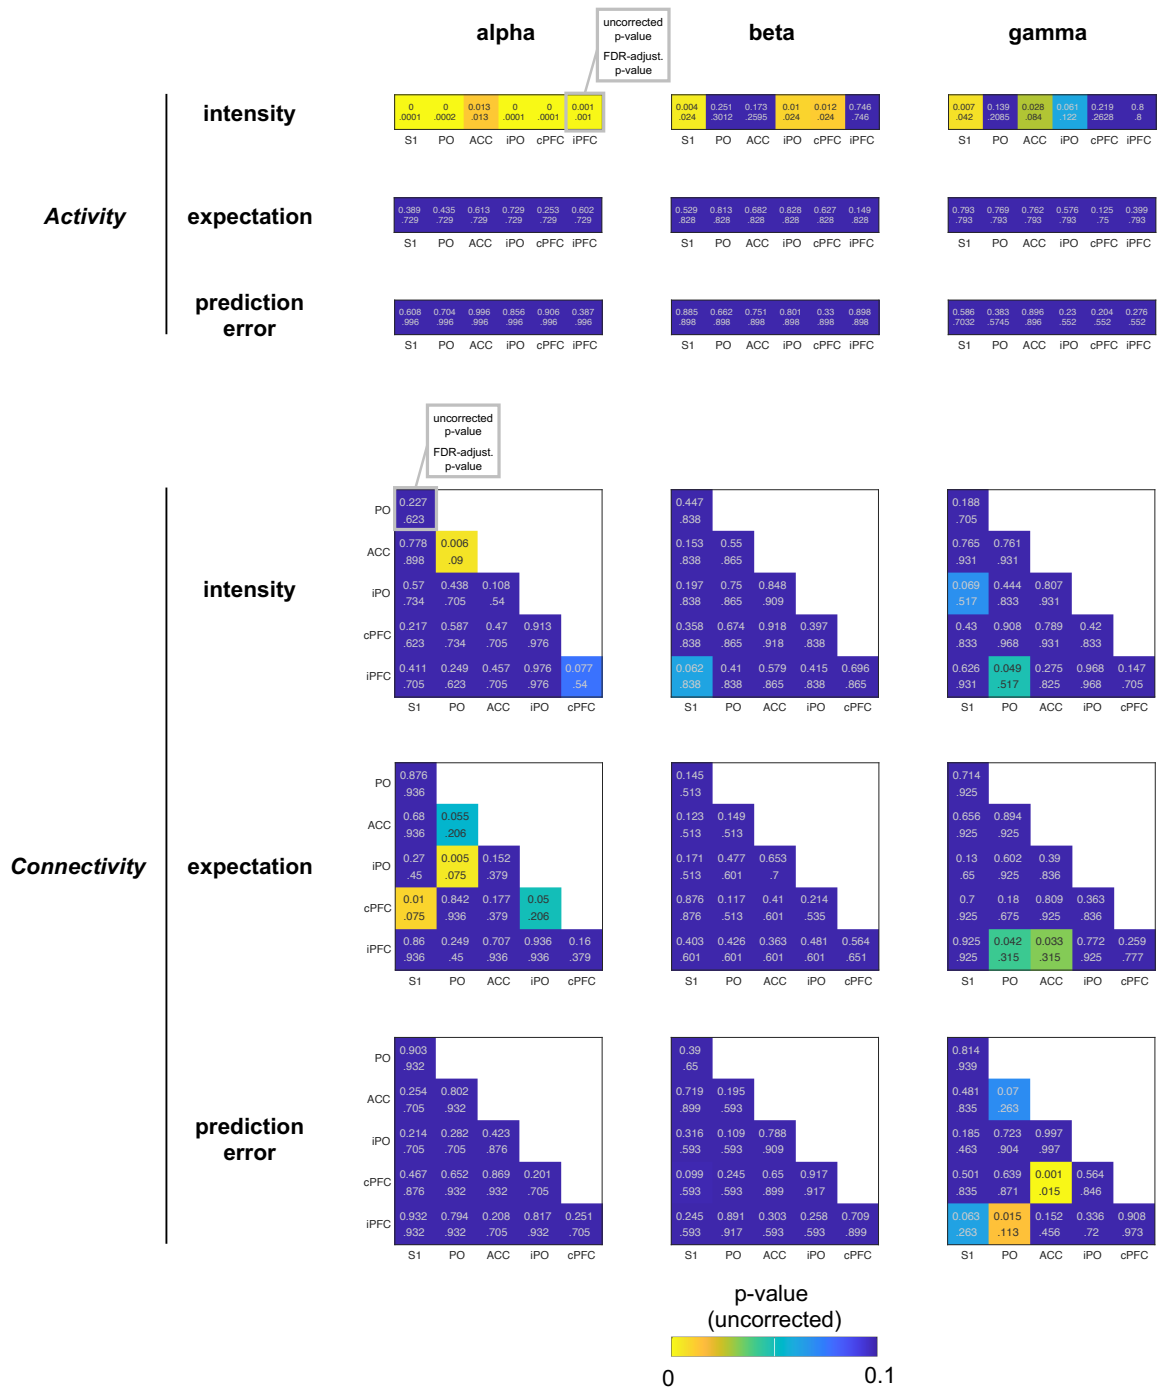 alpha
beta
gamma
uncorrected
p-value
FDR-adjust.
p-value
intensity
0 0 0.013 0 0 0.001
.0001 .0002 .013 .0001 .0001 .001
S1 PO ACC iPO cPFC iPFC
0.004 0.251 0.173 0.01 0.012 0.746
.024 .3012 .2595 .024 .024 .746
S1 PO ACC iPO cPFC iPFC
0.007 0.139 0.028 0.061 0.219 0.8
.042 .2085 .084 .122 .2628 .8
S1 PO ACC iPO cPFC iPFC
Activity
expectation
0.389 0.435 0.613 0.729 0.253 0.602
.729 .729 .729 .729 .729 .729
S1 PO ACC iPO cPFC iPFC
0.529 0.813 0.682 0.828 0.627 0.149
.828 .828 .828 .828 .828 .828
S1 PO ACC iPO cPFC iPFC
0.793 0.769 0.762 0.576 0.125 0.399
.793 .793 .793 .793 .75 .793
S1 PO ACC iPO cPFC iPFC
prediction
error
0.608 0.704 0.996 0.856 0.906 0.387
.996 .996 .996 .996 .996 .996
S1 PO ACC iPO cPFC iPFC
0.885 0.662 0.751 0.801 0.33 0.898
.898 .898 .898 .898 .898 .898
S1 PO ACC iPO cPFC iPFC
0.586 0.383 0.896 0.23 0.204 0.276
.7032 .5745 .896 .552 .552 .552
S1 PO ACC iPO cPFC iPFC
uncorrected
p-value
FDR-adjust.
p-value
Connectivity
intensity
PO 0.227
.623
ACC 0.778 0.006
.898 .09
iPO 0.57 0.438 0.108
.734 .705 .54
cPFC 0.217 0.587 0.47 0.913
.623 .734 .705 .976
iPFC 0.411 0.249 0.457 0.976 0.077
.705 .623 .705 .976 .54
S1 PO ACC iPO cPFC
0.447
.838
0.153 0.55
.838 .865
0.197 0.75 0.848
.838 .865 .909
0.358 0.674 0.918 0.397
.838 .865 .918 .838
0.062 0.41 0.579 0.415 0.696
.838 .838 .865 .838 .865
S1 PO ACC iPO cPFC
0.188
.705
0.765 0.761
.931 .931
0.069 0.444 0.807
.517 .833 .931
0.43 0.908 0.789 0.42
.833 .968 .931 .833
0.626 0.049 0.275 0.968 0.147
.931 .517 .825 .968 .705
S1 PO ACC iPO cPFC
expectation
PO 0.876
.936
ACC 0.68 0.055
.936 .206
iPO 0.27 0.005 0.152
.45 .075 .379
cPFC 0.01 0.842 0.177 0.05
.075 .936 .379 .206
iPFC 0.86 0.249 0.707 0.936 0.16
.936 .45 .936 .936 .379
S1 PO ACC iPO cPFC
0.145
.513
0.123 0.149
.513 .513
0.171 0.477 0.653
.513 .601 .7
0.876 0.117 0.41 0.214
.876 .513 .601 .535
0.403 0.426 0.363 0.481 0.564
.601 .601 .601 .601 .651
S1 PO ACC iPO cPFC
0.714
.925
0.656 0.894
.925 .925
0.13 0.602 0.39
.65 .925 .836
0.7 0.18 0.809 0.363
.925 .675 .925 .836
0.925 0.042 0.033 0.772 0.259
.925 .315 .315 .925 .777
S1 PO ACC iPO cPFC
prediction
error
PO 0.903
.932
ACC 0.254 0.802
.705 .932
iPO 0.214 0.282 0.423
.705 .705 .876
cPFC 0.467 0.652 0.869 0.201
.876 .932 .932 .705
iPFC 0.932 0.794 0.208 0.817 0.251
.932 .932 .705 .932 .705
S1 PO ACC iPO cPFC
0.39
.65
0.719 0.195
.899 .593
0.316 0.109 0.788
.593 .593 .909
0.099 0.245 0.65 0.917
.593 .593 .899 .917
0.245 0.891 0.303 0.258 0.709
.593 .917 .593 .593 .899
S1 PO ACC iPO cPFC
0.814
.939
0.481 0.07
.835 .263
0.185 0.723 0.997
.463 .904 .997
0.501 0.639 0.001 0.564
.835 .871 .015 .846
0.063 0.015 0.152 0.336 0.908
.263 .113 .456 .72 .973
S1 PO ACC iPO cPFC
p-value
(uncorrected)
0 0.1